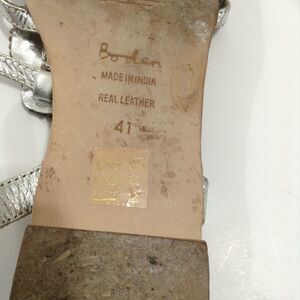 Boden
MADE IN INDIA
REAL LEATHER
41